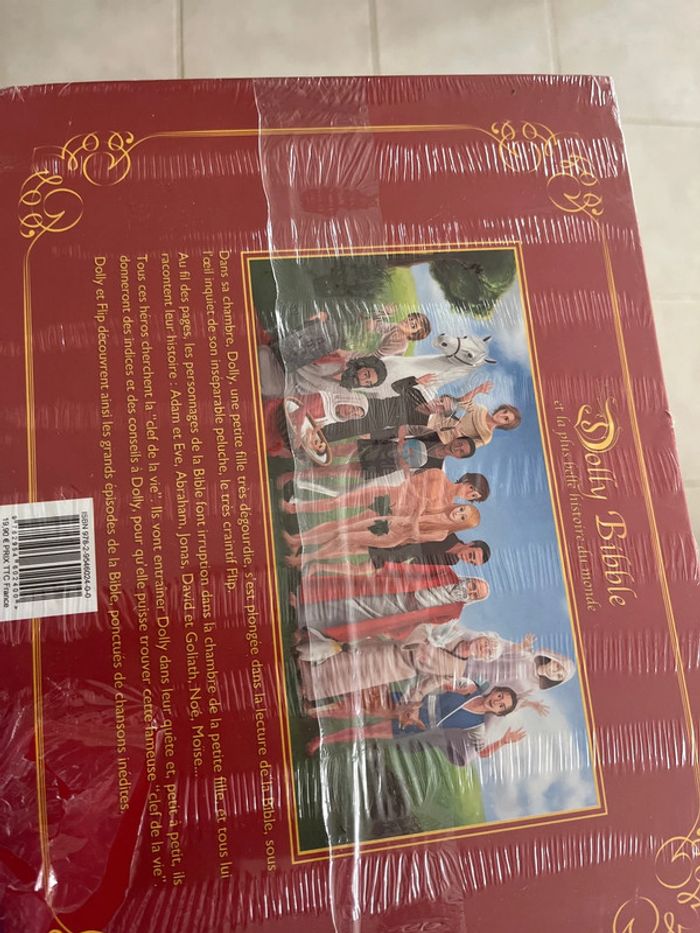 Dolly Bibble
et la plus belle histoire du monde
Dans sa chambre, Dolly, une petite fille très dégourdie, s'est plongée dans la lecture de la Bible, sous
l'œil inquiet de son inséparable peluche, le très craintif Flip.
Au fil des pages, les personnages de la Bible font irruption dans la chambre de la petite fille, et tous lui
racontent leur histoire : Adam et Eve, Abraham, Jonas, David et Goliath, Noé, Moïse...
Tous ces héros cherchent la "clef de la vie". Ils vont entraîner Dolly dans leur quête et, petit à petit, ils
donneront des indices et des conseils à Dolly, pour qu'elle puisse trouver cette fameuse "clef de la vie".
Dolly et Flip découvrent ainsi les grands épisodes de la Bible, ponctués de chansons inédites.
ISBN 978-2-9546024-0-0
9 782954 602400
19,90 € PRIX TTC France